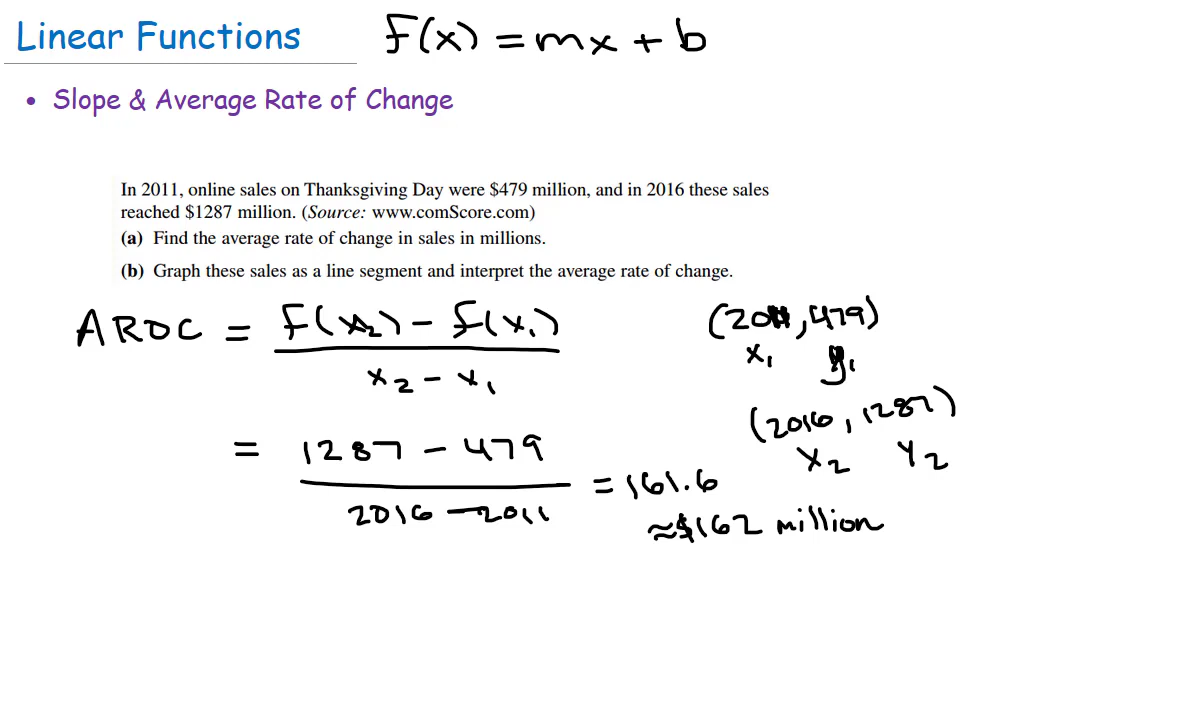 Linear Functions F(x) = mx + b
• Slope & Average Rate of Change
In 2011, online sales on Thanksgiving Day were $479 million, and in 2016 these sales
reached $1287 million. (Source: www.comScore.com)
(a) Find the average rate of change in sales in millions.
(b) Graph these sales as a line segment and interpret the average rate of change.
AROC = F(x₂) - F(x₁) / x₂ - x₁
(2011, 479)
x₁ y₁
(2016, 1287)
x₂ y₂
= 1287 - 479 / 2016 - 2011 = 161.6
≈$162 million